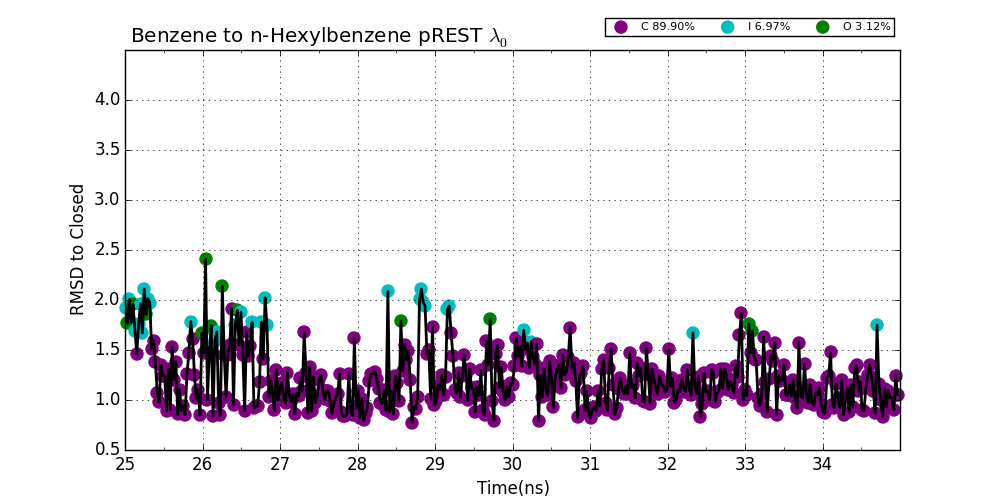 Benzene to n-Hexylbenzene pREST λ0
C 89.90% I 6.97% O 3.12%
RMSD to Closed
4.0
3.5
3.0
2.5
2.0
1.5
1.0
0.5
25 26 27 28 29 30 31 32 33 34
Time(ns)